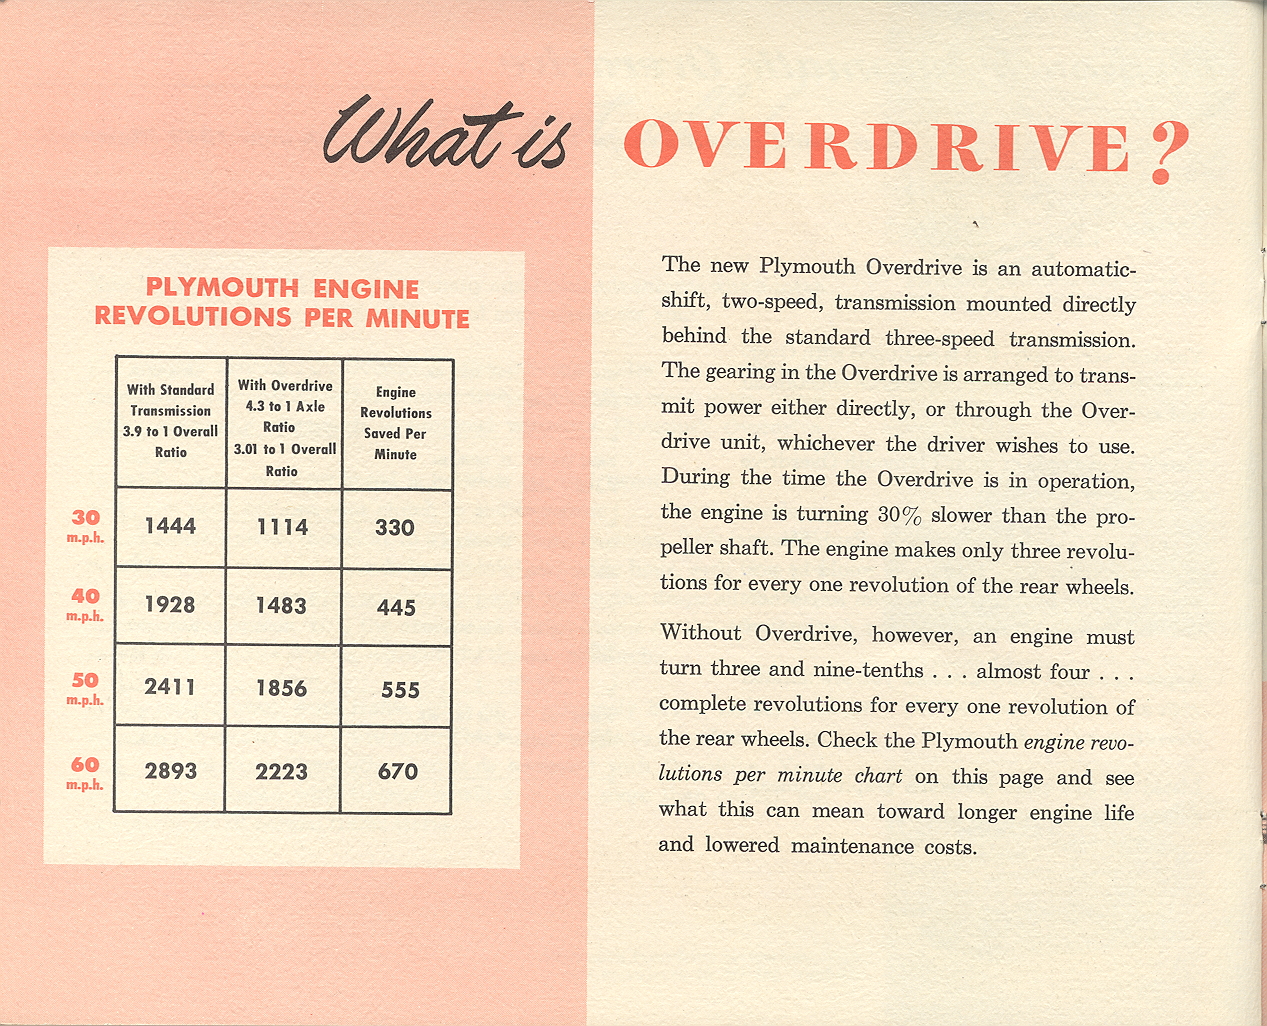 What is OVERDRIVE?
PLYMOUTH ENGINE
REVOLUTIONS PER MINUTE
With Standard
Transmission
3.9 to 1 Overall
Ratio
With Overdrive
4.3 to 1 Axle
Ratio
3.01 to 1 Overall
Ratio
Engine
Revolutions
Saved Per
Minute
30 m.p.h. 1444 1114 330
40 m.p.h. 1928 1483 445
50 m.p.h. 2411 1856 555
60 m.p.h. 2893 2223 670
The new Plymouth Overdrive is an automatic-
shift, two-speed, transmission mounted directly
behind the standard three-speed transmission.
The gearing in the Overdrive is arranged to trans-
mit power either directly, or through the Over-
drive unit, whichever the driver wishes to use.
During the time the Overdrive is in operation,
the engine is turning 30% slower than the pro-
peller shaft. The engine makes only three revolu-
tions for every one revolution of the rear wheels.
Without Overdrive, however, an engine must
turn three and nine-tenths . . . almost four . . .
complete revolutions for every one revolution of
the rear wheels. Check the Plymouth engine revo-
lutions per minute chart on this page and see
what this can mean toward longer engine life
and lowered maintenance costs.